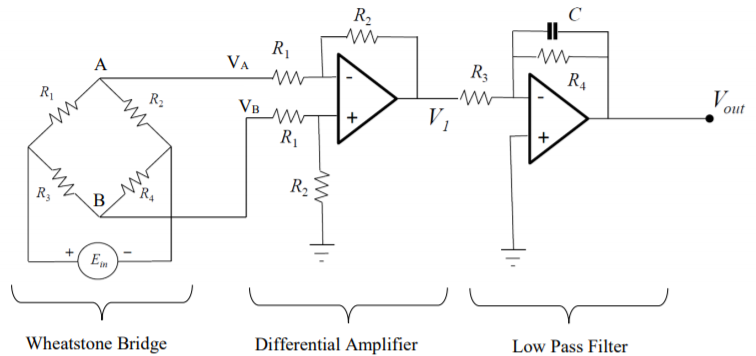 R2
C
A
VA
R1
R3
R4
R1
R2
-
VB
+
V1
-
+
Vout
R1
R3
B
R4
R2
+
Ein
-
Wheatstone Bridge
Differential Amplifier
Low Pass Filter